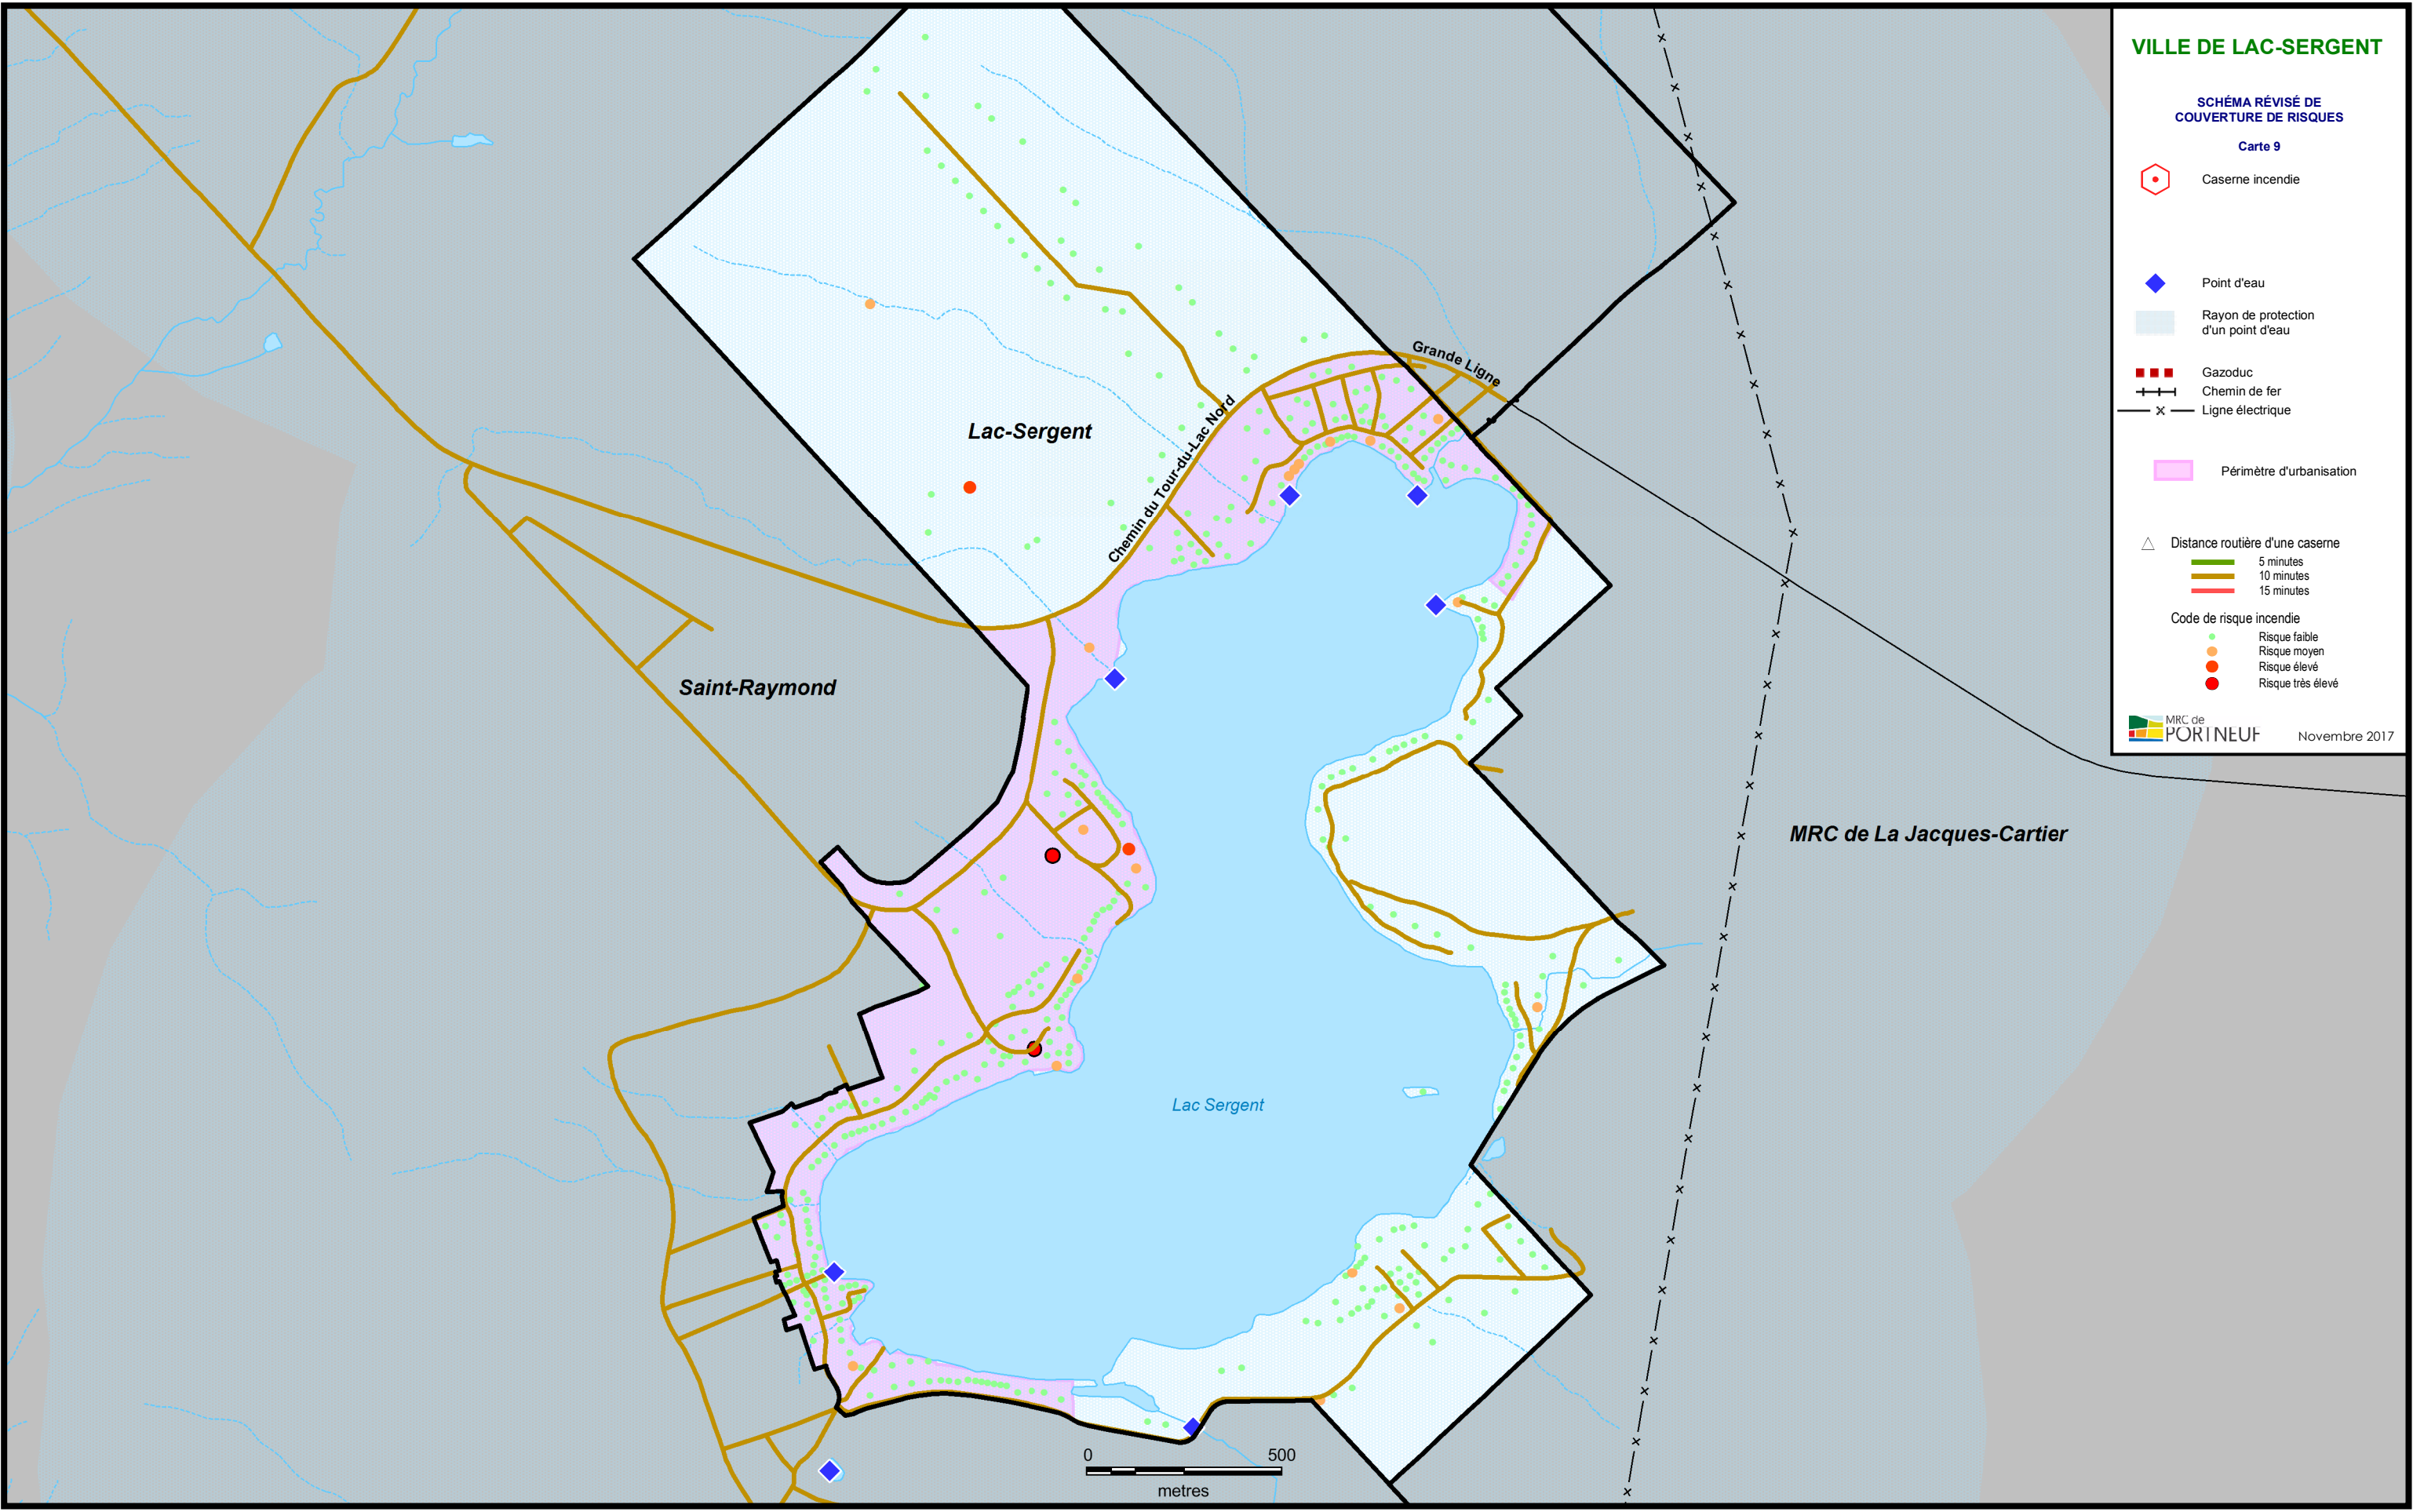 VILLE DE LAC-SERGENT
SCHÉMA RÉVISÉ DE
COUVERTURE DE RISQUES
Carte 9
Caserne incendie
Point d'eau
Rayon de protection
d'un point d'eau
Gazoduc
Chemin de fer
Ligne électrique
Périmètre d'urbanisation
Distance routière d'une caserne
5 minutes
10 minutes
15 minutes
Code de risque incendie
Risque faible
Risque moyen
Risque élevé
Risque très élevé
MRC de
PORTNEUF
Novembre 2017
Grande Ligne
Chemin du Tour-du-Lac Nord
Lac-Sergent
Saint-Raymond
MRC de La Jacques-Cartier
Lac Sergent
0 500
metres